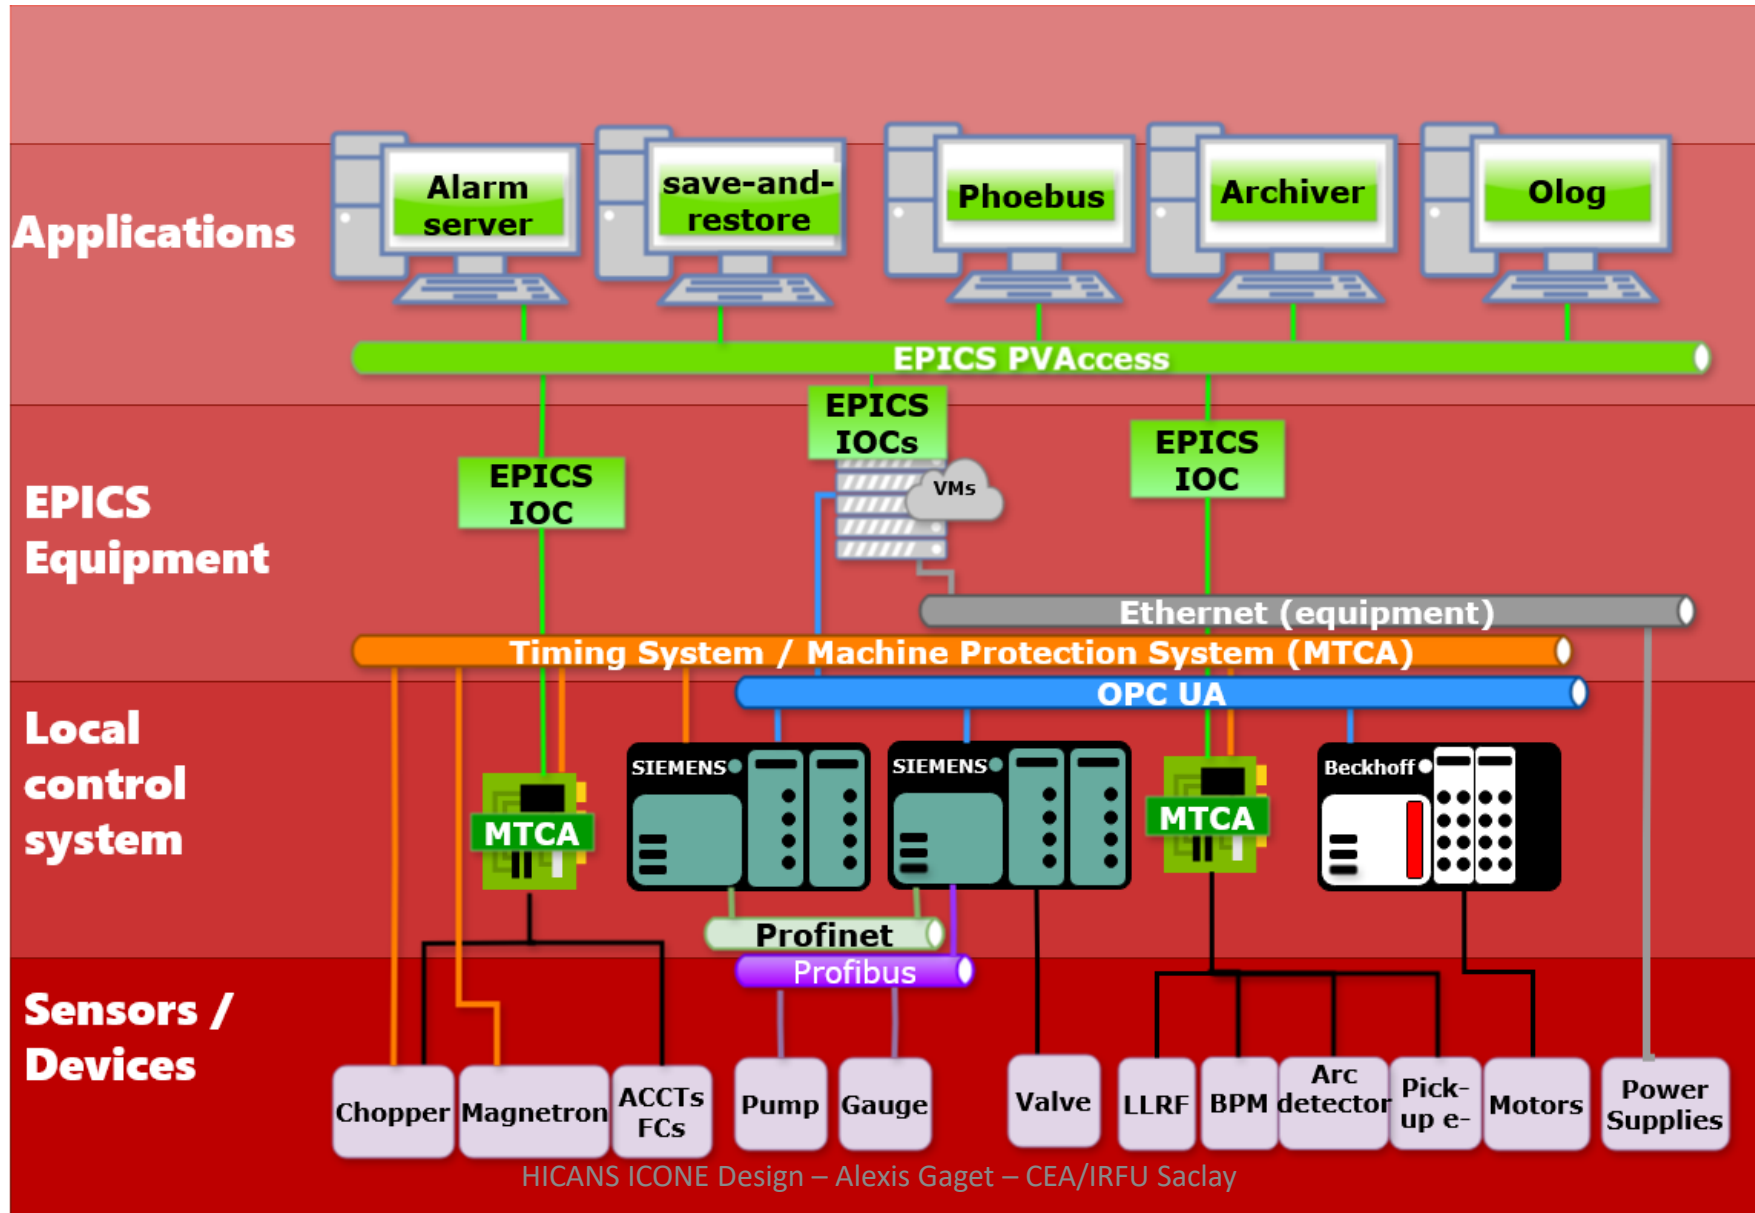 Applications
Alarm
server
save-and-
restore
Phoebus
Archiver
Olog
EPICS PVAccess
EPICS
Equipment
EPICS
IOC
EPICS
IOCs
VMs
EPICS
IOC
Ethernet (equipment)
Timing System / Machine Protection System (MTCA)
OPC UA
Local
control
system
MTCA
SIEMENS
SIEMENS
MTCA
Beckhoff
Profinet
Profibus
Sensors /
Devices
Chopper
Magnetron
ACCTs
FCs
Pump
Gauge
Valve
LLRF
BPM
Arc
detector
Pick-
up e-
Motors
Power
Supplies
HICANS ICONE Design – Alexis Gaget – CEA/IRFU Saclay